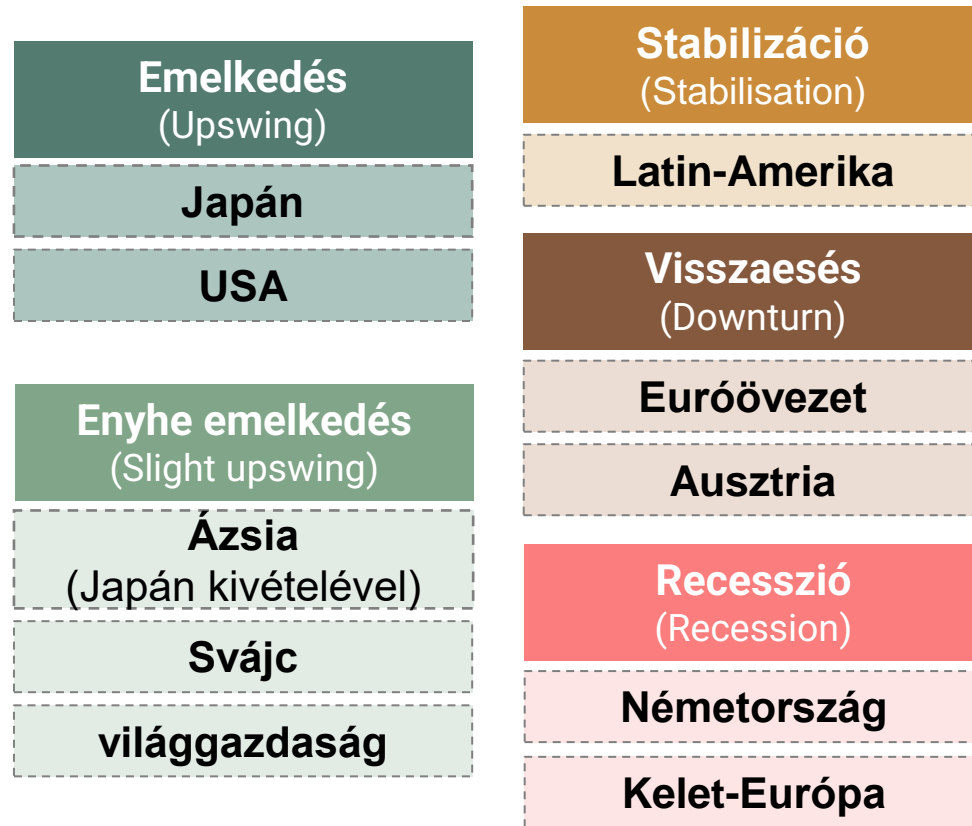 Emelkedés
(Upswing)
Japán
USA
Enyhe emelkedés
(Slight upswing)
Ázsia
(Japán kivételével)
Svájc
világgazdaság
Stabilizáció
(Stabilisation)
Latin-Amerika
Visszaesés
(Downturn)
Euróövezet
Ausztria
Recesszió
(Recession)
Németország
Kelet-Európa